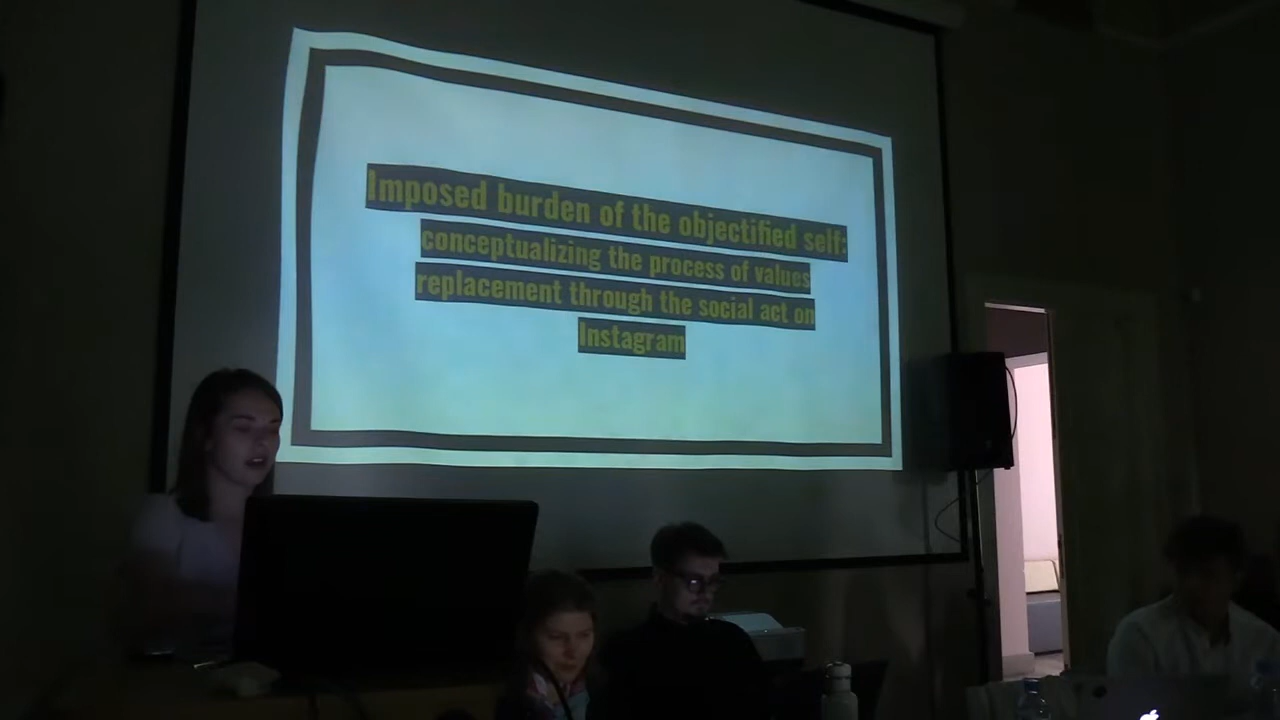 Imposed burden of the objectified self:
conceptualizing the process of values
replacement through the social act on
Instagram